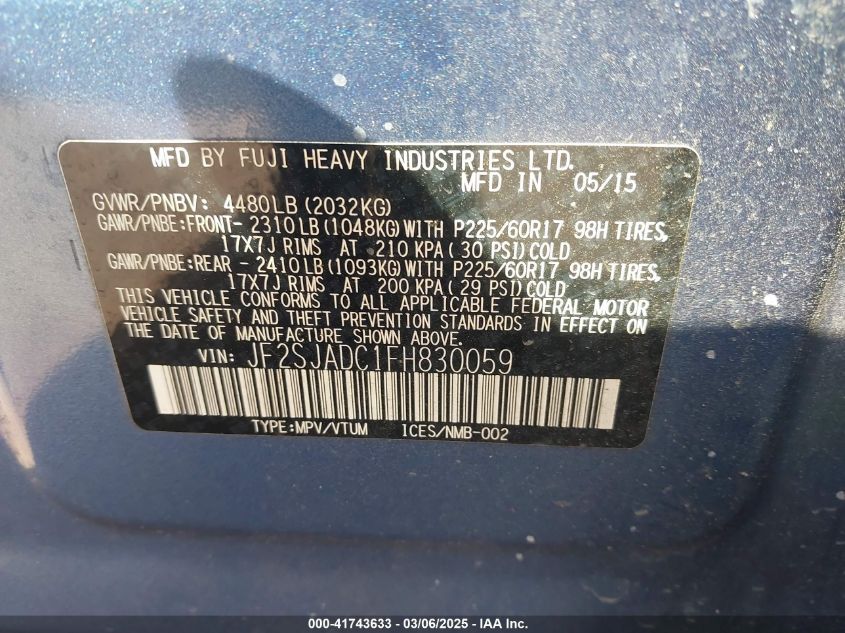 MFD BY FUJI HEAVY INDUSTRIES LTD.
MFD IN 05/15
GVWR/PNBV: 4480LB (2032KG)
GAWR/PNBE:FRONT- 2310LB (1048KG) WITH P225/60R17 98H TIRES,
17X7J RIMS AT 210 KPA ( 30 PSI) COLD
GAWR/PNBE:REAR - 2410LB (1093KG) WITH P225/60R17 98H TIRES,
17X7J RIMS AT 200 KPA ( 29 PSI) COLD
THIS VEHICLE CONFORMS TO ALL APPLICABLE FEDERAL MOTOR
VEHICLE SAFETY AND THEFT PREVENTION STANDARDS IN EFFECT ON
THE DATE OF MANUFACTURE SHOWN ABOVE.
VIN: JF2SJADC1FH830059
TYPE:MPV/VTUM ICES/NMB-002
000-41743633 - 03/06/2025 - IAA Inc.